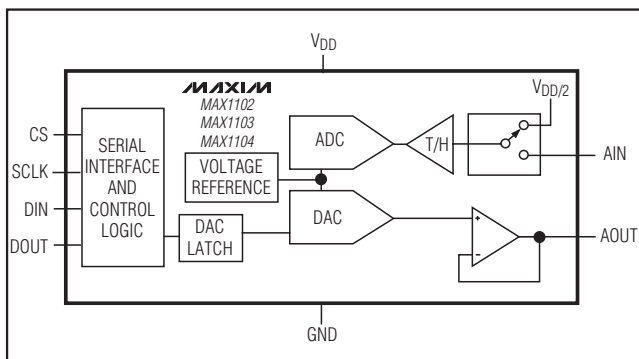 VDD
MAXIM
MAX1102
MAX1103
MAX1104
VDD/2
CS
SCLK
DIN
DOUT
SERIAL
INTERFACE
AND
CONTROL
LOGIC
VOLTAGE
REFERENCE
ADC
T/H
AIN
DAC
LATCH
DAC
+
-
AOUT
GND